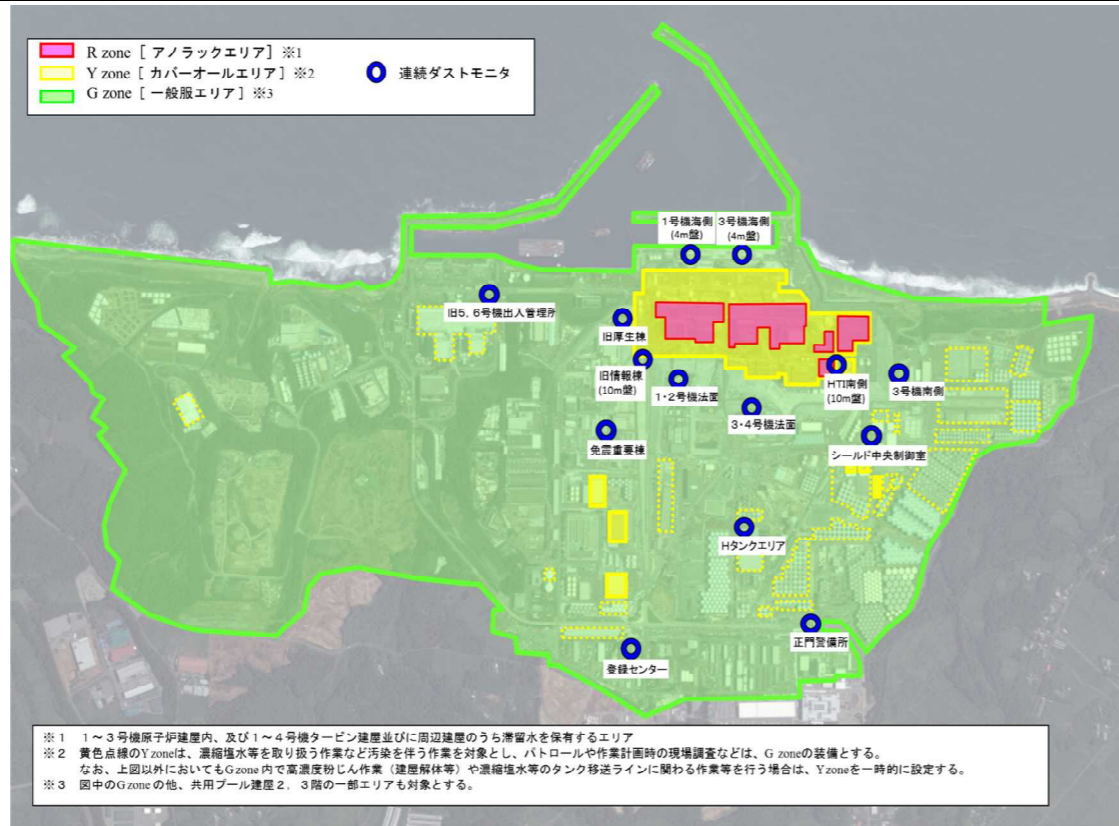 R zone [ アノラックエリア] ※1
Y zone [ カバーオールエリア] ※2
G zone [ 一般服エリア] ※3
連続ダストモニタ
1号機海側
(4m盤)
3号機海側
(4m盤)
旧5, 6号機出入管理所
旧厚生棟
旧情報棟
(10m盤)
1・2号機法面
HTI南側
(10m盤)
3号機南側
3・4号機法面
免震重要棟
シールド中央制御室
Hタンクエリア
正門警備所
登録センター
※1 1～3号機原子炉建屋内、及び1～4号機タービン建屋並びに周辺建屋のうち滞留水を保有するエリア
※2 黄色点線のY zoneは、濃縮塩水等を取り扱う作業など汚染を伴う作業を対象とし、パトロールや作業計画時の現場調査などは、G zoneの装備とする。
なお、上図以外においてもG zone内で高濃度粉じん作業（建屋解体等）や濃縮塩水等のタンク移送ラインに関わる作業等を行う場合は、Y zoneを一時的に設定する。
※3 図中のG zoneの他、共用プール建屋2．3階の一部エリアも対象とする。